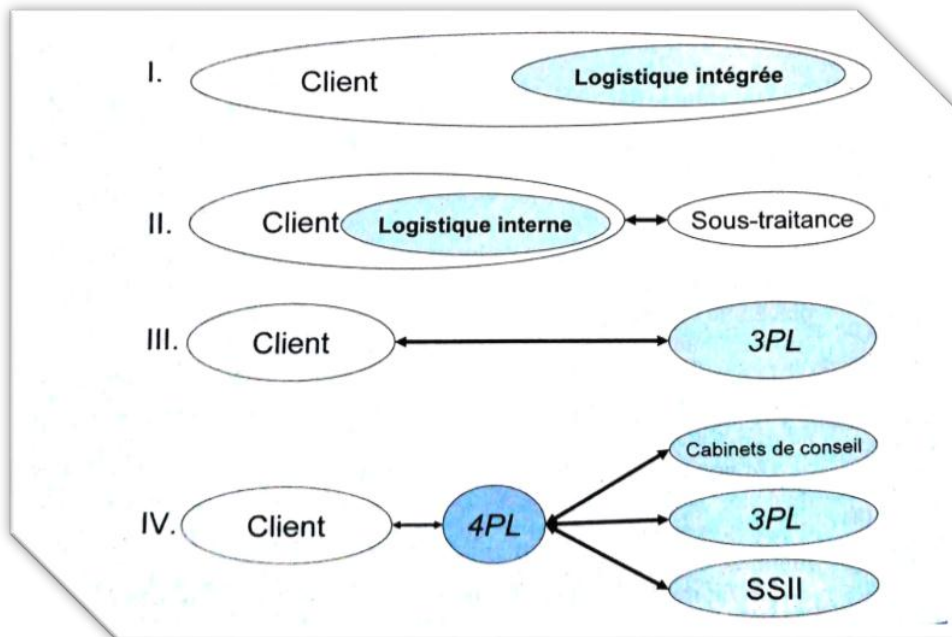 I. Client Logistique intégrée
II. Client Logistique interne Sous-traitance
III. Client 3PL
Cabinets de conseil
IV. Client 4PL 3PL
SSII